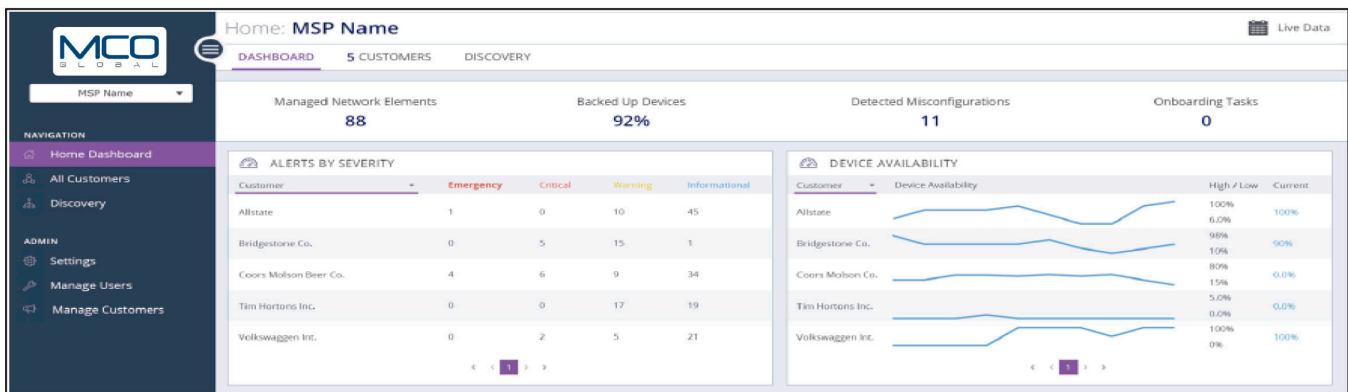 MCO
GLOBAL
MSP Name
NAVIGATION
Home Dashboard
All Customers
Discovery
ADMIN
Settings
Manage Users
Manage Customers
Home: MSP Name
Live Data
DASHBOARD 5 CUSTOMERS DISCOVERY
Managed Network Elements Backed Up Devices Detected Misconfigurations Onboarding Tasks
88 92% 11 0
ALERTS BY SEVERITY
Customer Emergency Critical Warning Informational
Allstate 1 0 10 45
Bridgestone Co. 0 5 15 1
Coors Molson Beer Co. 4 6 9 34
Tim Hortons Inc. 0 0 17 19
Volkswaggen Int. 0 2 5 21
1
DEVICE AVAILABILITY
Customer Device Availability High / Low Current
Allstate 100% 100%
6.0%
Bridgestone Co. 98% 90%
10%
Coors Molson Co. 80% 0.0%
15%
Tim Hortons Inc. 5.0% 0.0%
0.0%
Volkswaggen Int. 100% 100%
0%
1